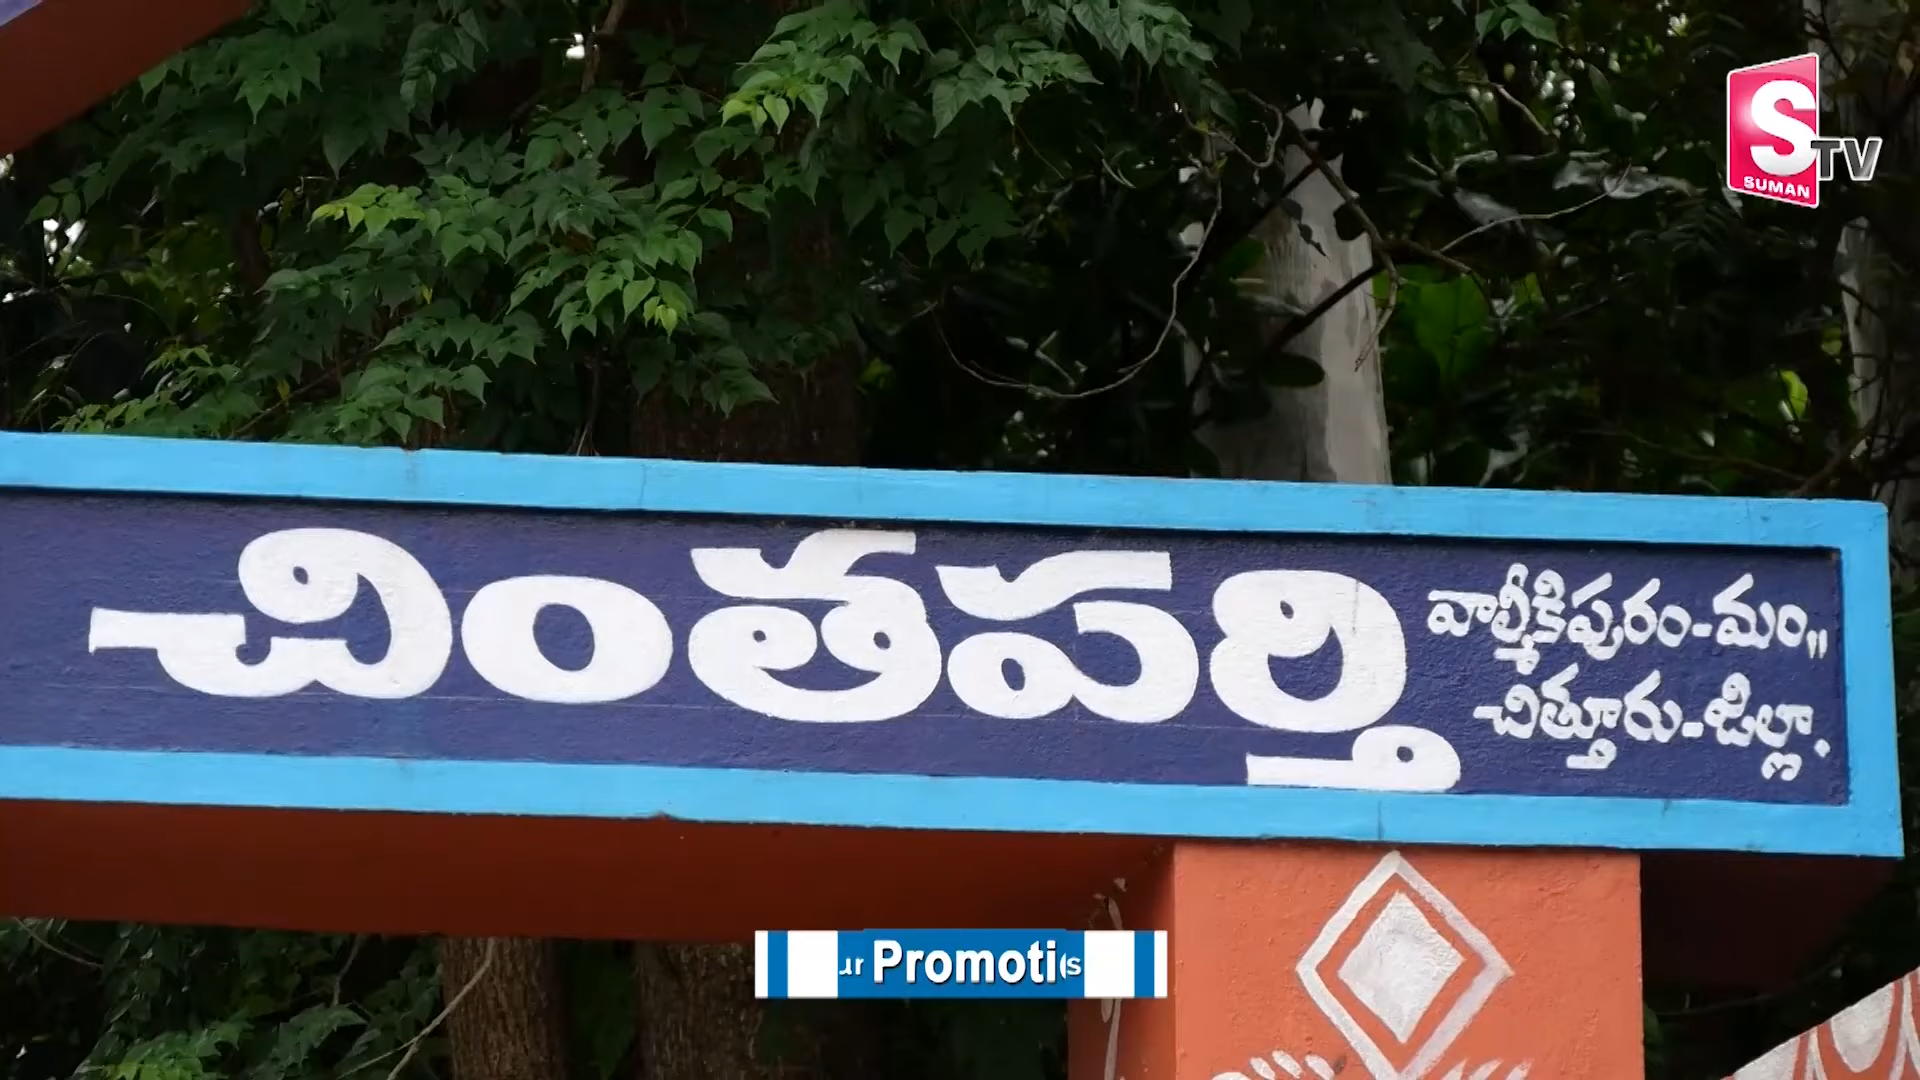 S TV
SUMAN
చింతపర్తి
వాల్మీకిపురం-మం,,
చిత్తూరు-జిల్లా.
Promoti